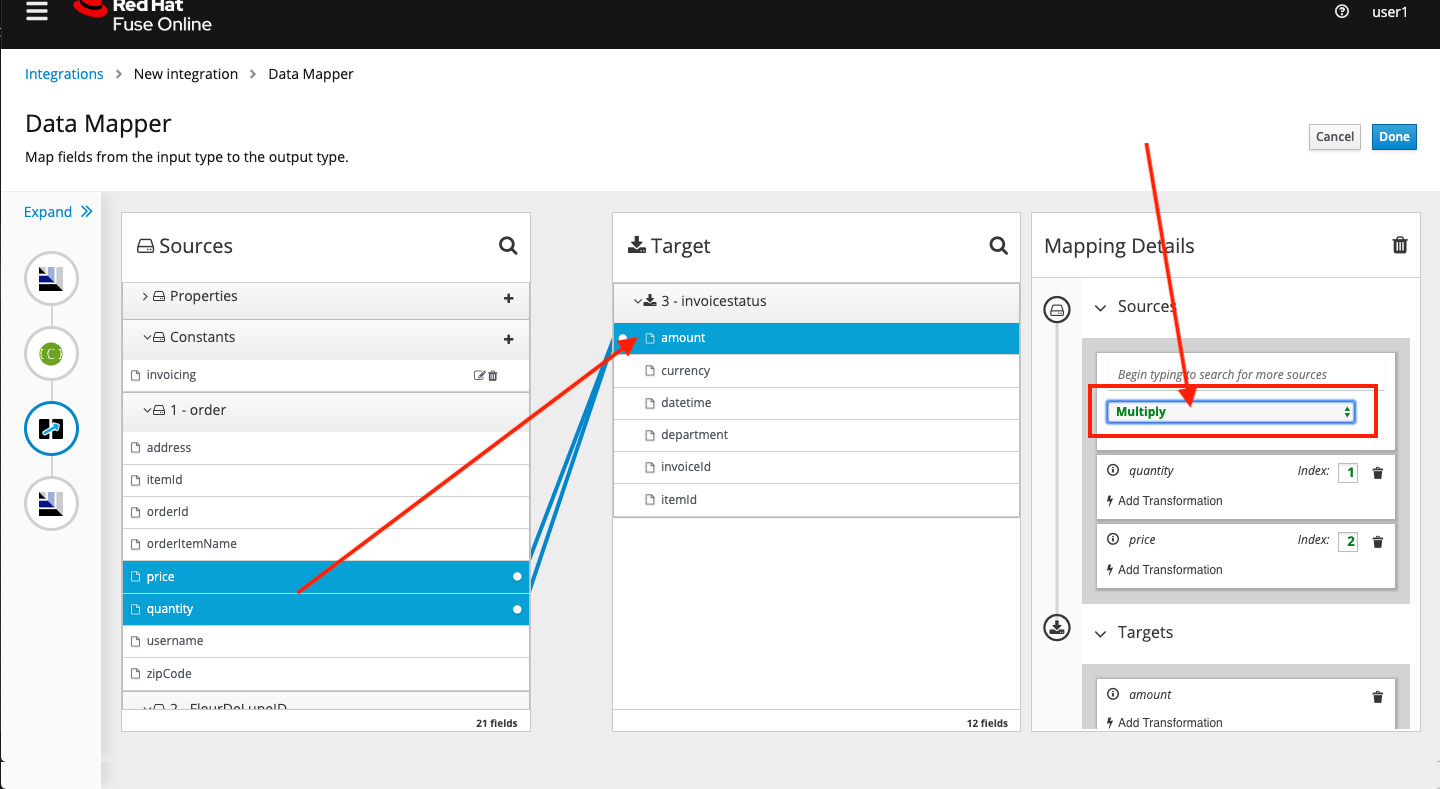 Red Hat
Fuse Online
user1
Integrations > New integration > Data Mapper
Data Mapper
Map fields from the input type to the output type.
Cancel
Done
Expand
Sources
Properties
Constants
invoicing
1 - order
address
itemId
orderId
orderItemName
price
quantity
username
zipCode
2 - FleurDeLuneID
21 fields
Target
3 - invoicestatus
amount
currency
datetime
department
invoiceId
itemId
12 fields
Mapping Details
Sources
Begin typing to search for more sources
Multiply
quantity Index: 1
Add Transformation
price Index: 2
Add Transformation
Targets
amount
Add Transformation